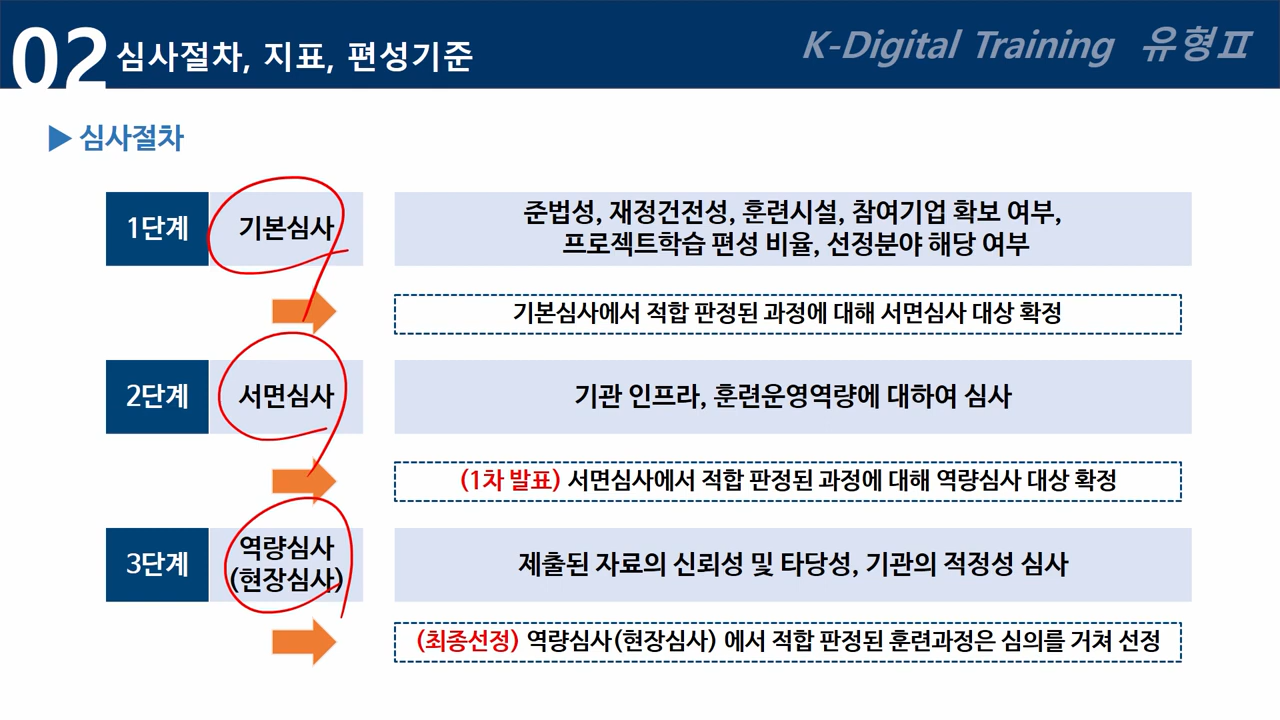 02 심사절차, 지표, 편성기준
K-Digital Training 유형Ⅱ
▶ 심사절차
1단계
기본심사
준법성, 재정건전성, 훈련시설, 참여기업 확보 여부,
프로젝트학습 편성 비율, 선정분야 해당 여부
기본심사에서 적합 판정된 과정에 대해 서면심사 대상 확정
2단계
서면심사
기관 인프라, 훈련운영역량에 대하여 심사
(1차 발표) 서면심사에서 적합 판정된 과정에 대해 역량심사 대상 확정
3단계
역량심사
(현장심사)
제출된 자료의 신뢰성 및 타당성, 기관의 적정성 심사
(최종선정) 역량심사(현장심사) 에서 적합 판정된 훈련과정은 심의를 거쳐 선정